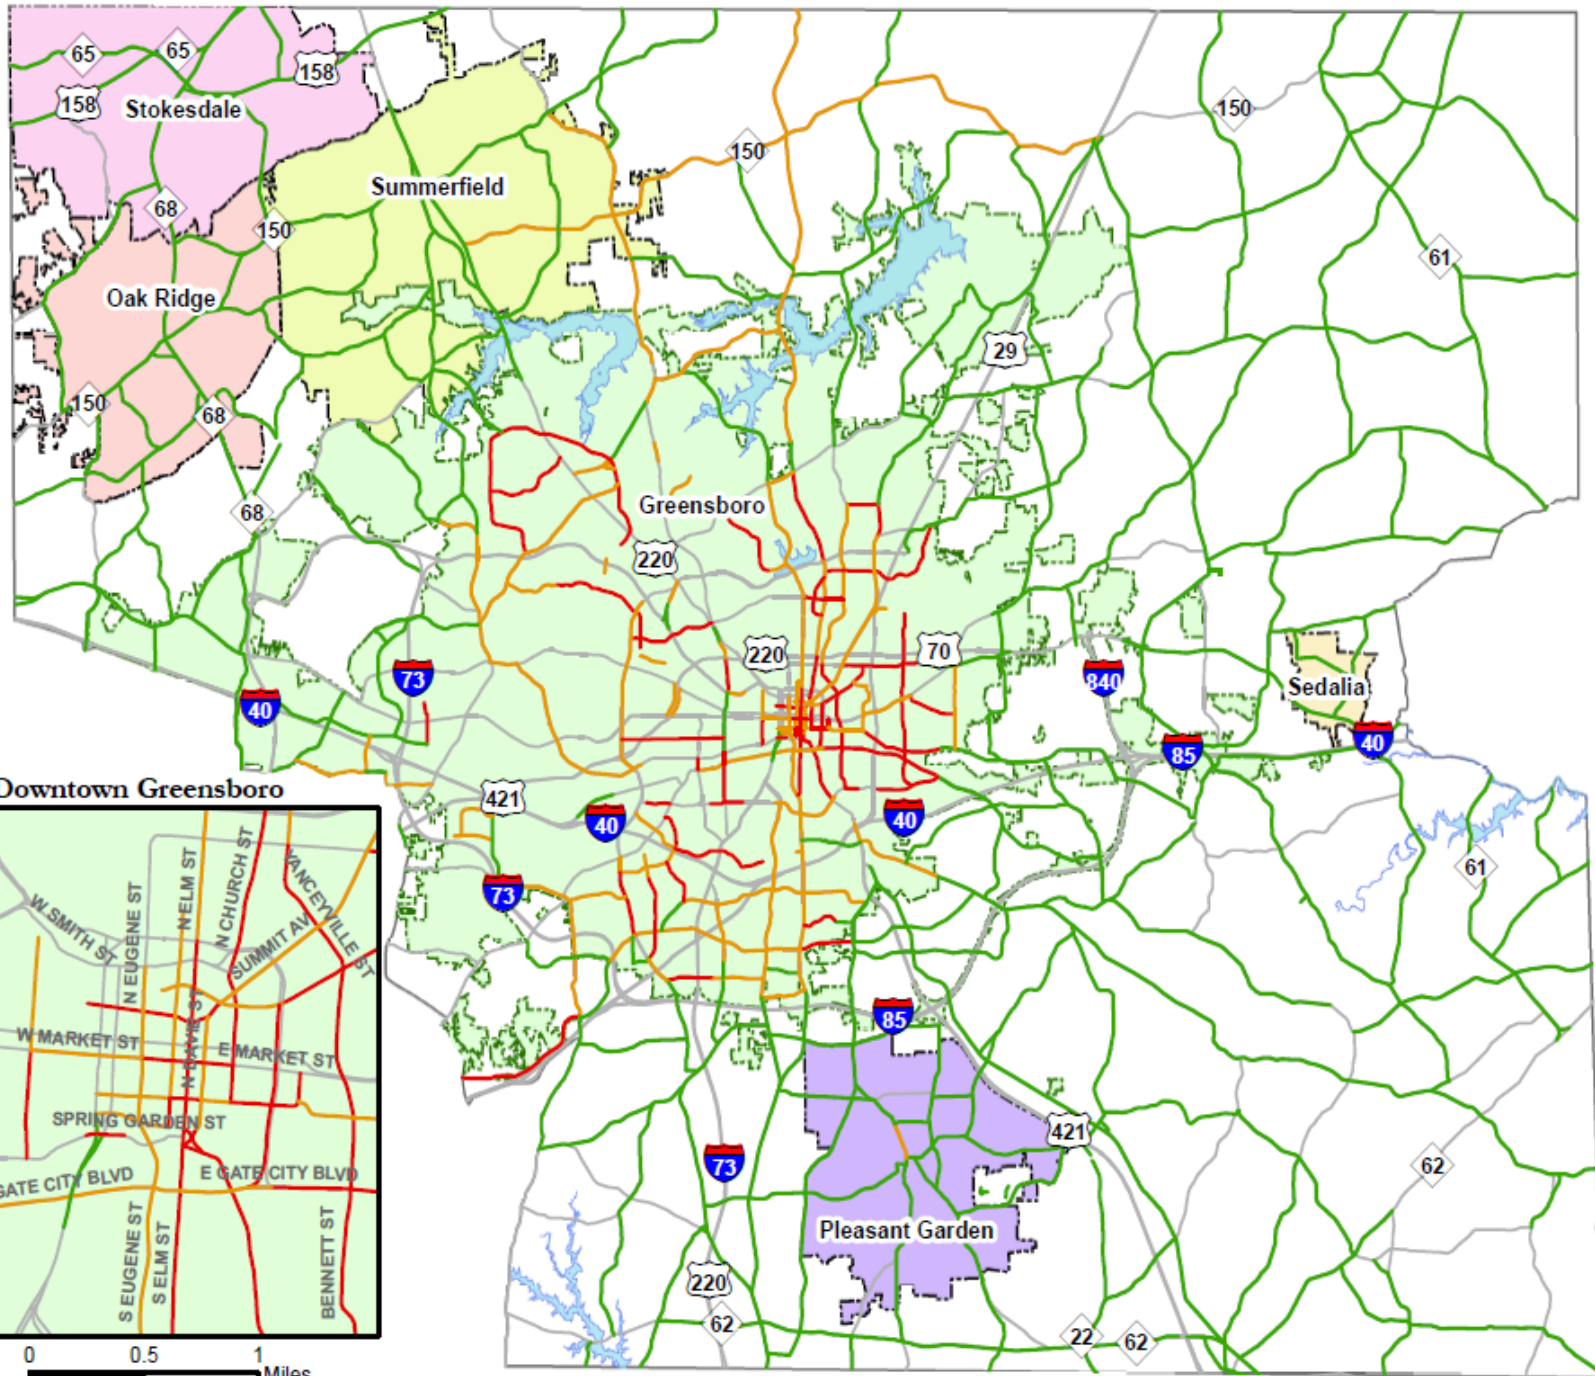 65
65
158
158
Stokesdale
150
150
Summerfield
68
150
61
Oak Ridge
29
150
68
68
Greensboro
220
220
70
73
840
40
Sedalia
40
85
Downtown Greensboro
421
40
40
73
61
N ELM ST
N CHURCH ST
YANCEYVILLE ST
W SMITH ST
N EUGENE ST
SUMMIT AV
N DAVIE ST
W MARKET ST
E MARKET ST
SPRING GARDEN ST
GATE CITY BLVD
E GATE CITY BLVD
S EUGENE ST
S ELM ST
BENNETT ST
85
421
73
62
Pleasant Garden
220
62
22
62
0 0.5 1
Miles